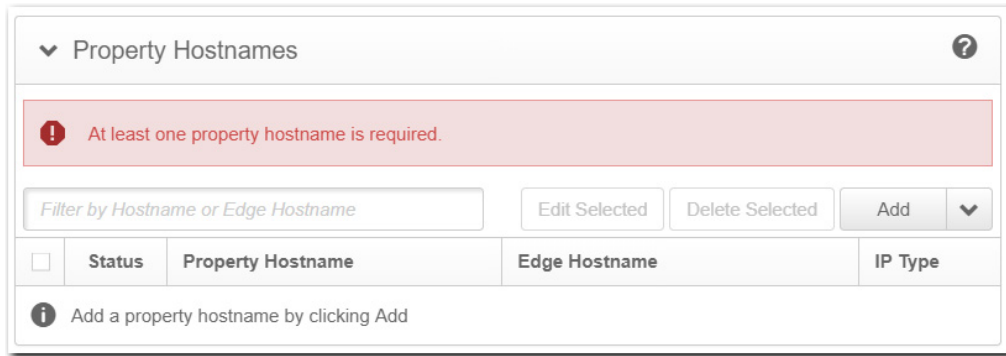 Property Hostnames
At least one property hostname is required.
Filter by Hostname or Edge Hostname Edit Selected Delete Selected Add
Status Property Hostname Edge Hostname IP Type
Add a property hostname by clicking Add